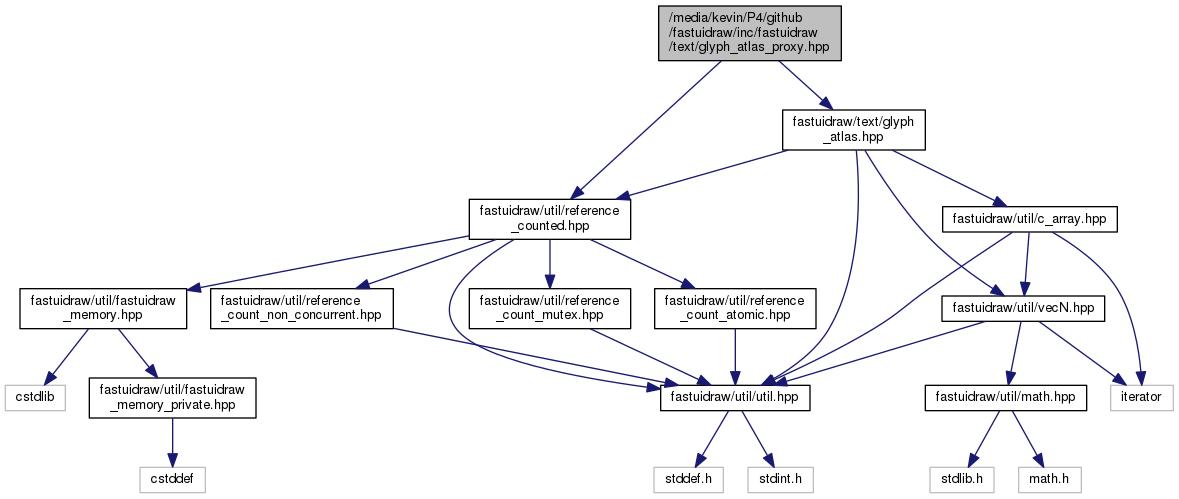 /media/kevin/P4/github
/fastuidraw/inc/fastuidraw
/text/glyph_atlas_proxy.hpp
fastuidraw/text/glyph
_atlas.hpp
fastuidraw/util/reference
_counted.hpp
fastuidraw/util/c_array.hpp
fastuidraw/util/fastuidraw
_memory.hpp
fastuidraw/util/reference
_count_non_concurrent.hpp
fastuidraw/util/reference
_count_mutex.hpp
fastuidraw/util/reference
_count_atomic.hpp
fastuidraw/util/vecN.hpp
cstdlib
fastuidraw/util/fastuidraw
_memory_private.hpp
fastuidraw/util/util.hpp
fastuidraw/util/math.hpp
iterator
cstddef
stddef.h
stdint.h
stdlib.h
math.h